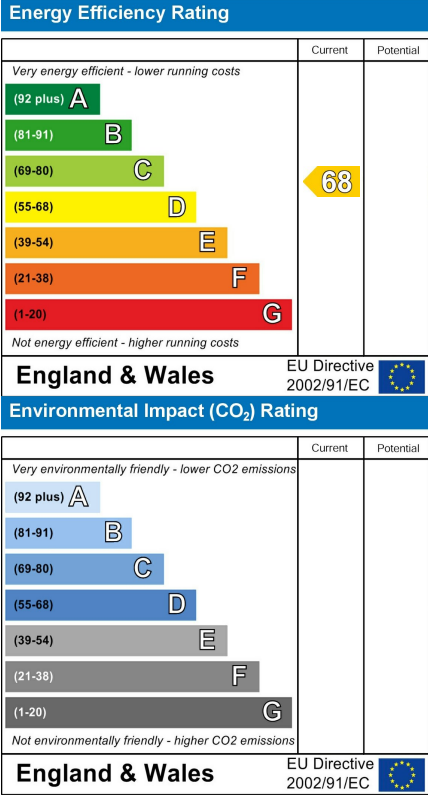 Energy Efficiency Rating
Current Potential
Very energy efficient - lower running costs
(92 plus) A
(81-91) B
(69-80) C
68
(55-68) D
(39-54) E
(21-38) F
(1-20) G
Not energy efficient - higher running costs
England & Wales
EU Directive
2002/91/EC
Environmental Impact (CO₂) Rating
Current Potential
Very environmentally friendly - lower CO2 emissions
(92 plus) A
(81-91) B
(69-80) C
(55-68) D
(39-54) E
(21-38) F
(1-20) G
Not environmentally friendly - higher CO2 emissions
England & Wales
EU Directive
2002/91/EC